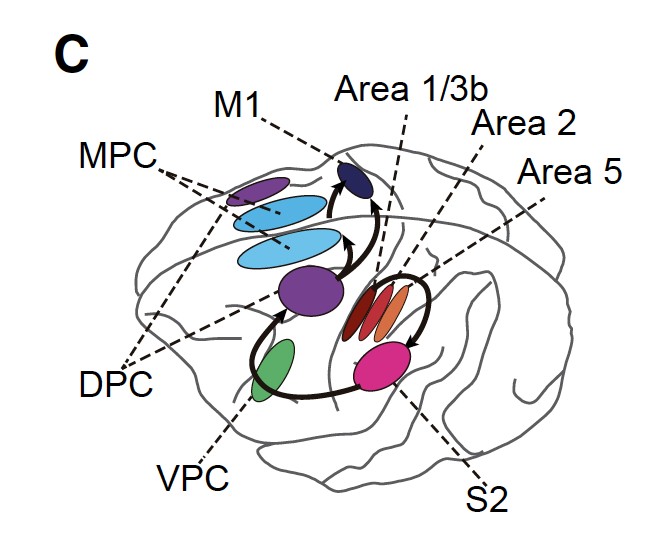 C
Area 1/3b
M1
Area 2
MPC
Area 5
DPC
VPC
S2